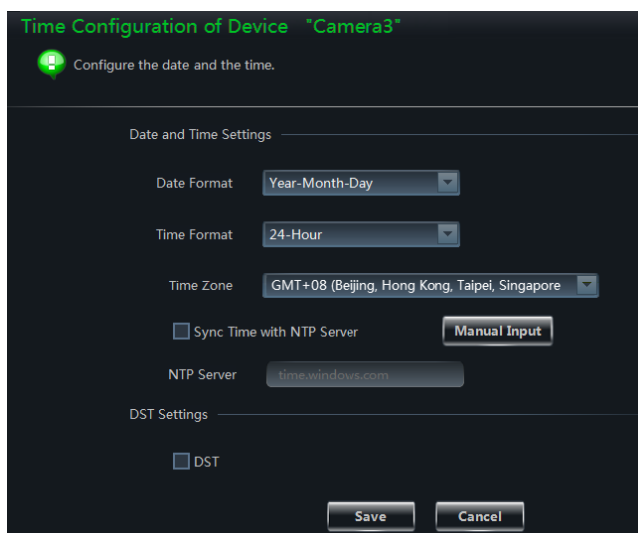 Time Configuration of Device "Camera3"
Configure the date and the time.
Date and Time Settings
Date Format Year-Month-Day
Time Format 24-Hour
Time Zone GMT+08 (Beijing, Hong Kong, Taipei, Singapore
Sync Time with NTP Server Manual Input
NTP Server time.windows.com
DST Settings
DST
Save Cancel